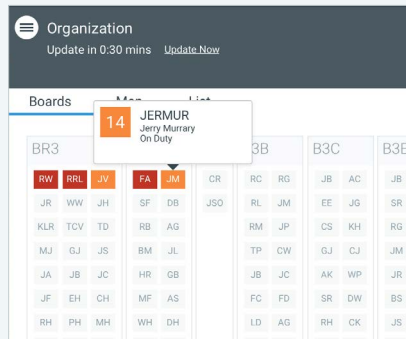 Organization
Update in 0:30 mins Update Now
Boards
14 JERMUR
Jerry Murrary
On Duty
BR3 3B B3C B3E
RW RRL JV FA JM CR RC RG JB AC JB
JR WW JH SF DB JSO RL JM EE JG SR
KLR TCV TD RB AG RM JP CS KH RG
MJ GJ JS BM JL TP CW GJ CJ JM
JA JB JC HR GB JB JC AK WP JR
JF EH CH MF AS FC FD SR DW BS
RH PH MH WH DH LD AG RH CK JS